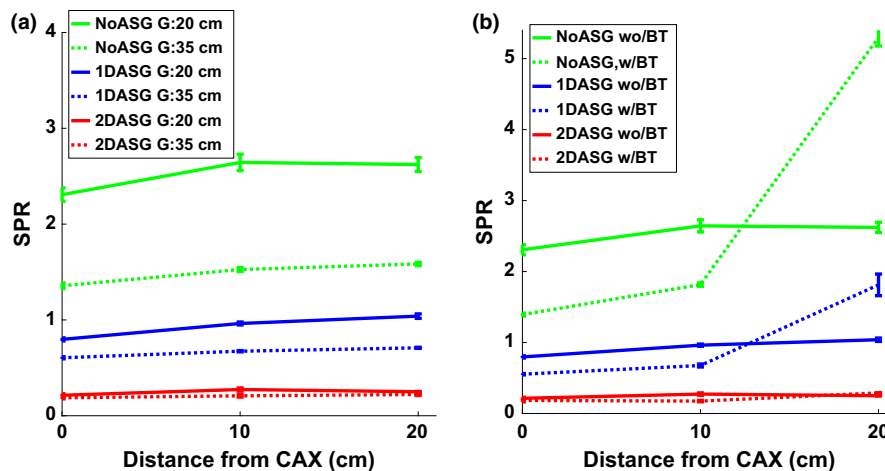 (a)
NoASG G:20 cm
NoASG G:35 cm
1DASG G:20 cm
1DASG G:35 cm
2DASG G:20 cm
2DASG G:35 cm
4
3
2
1
0
SPR
0 10 20
Distance from CAX (cm)
(b)
NoASG wo/BT
NoASG,w/BT
1DASG wo/BT
1DASG w/BT
2DASG wo/BT
2DASG w/BT
5
4
3
2
1
0
SPR
0 10 20
Distance from CAX (cm)